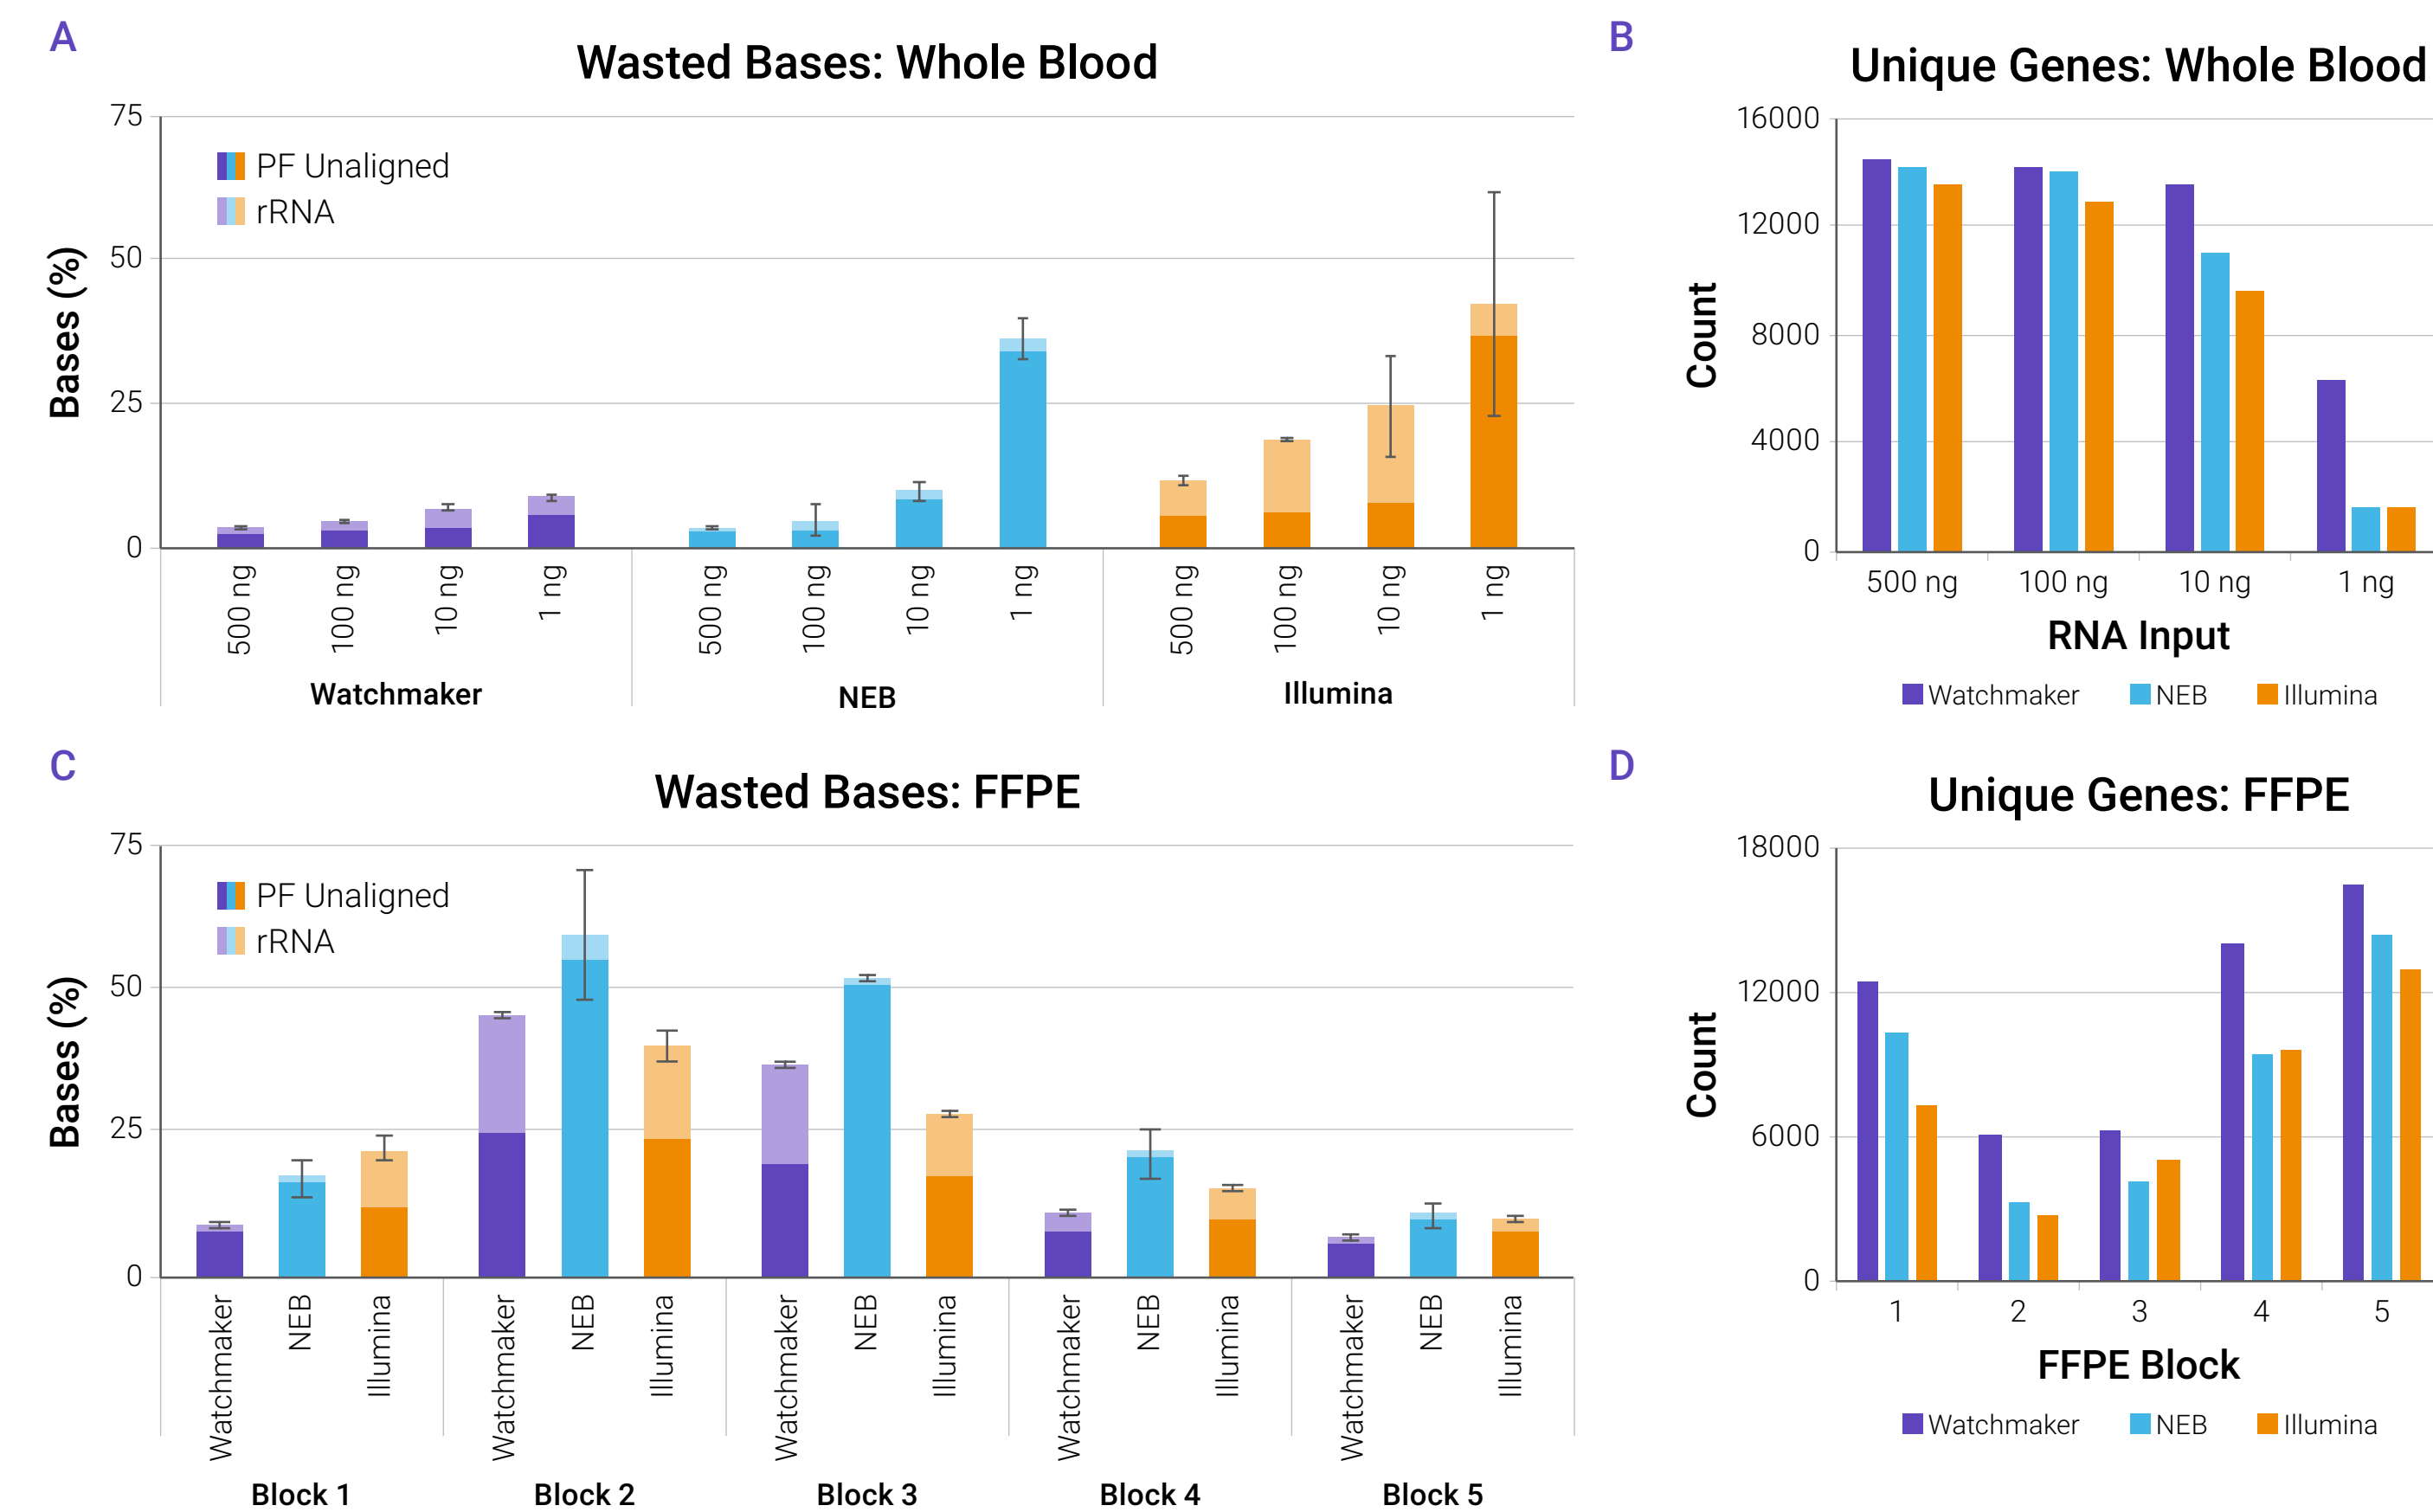 A
Wasted Bases: Whole Blood
75
50
25
0
Bases (%)
PF Unaligned
rRNA
500 ng
100 ng
10 ng
1 ng
500 ng
100 ng
10 ng
1 ng
500 ng
100 ng
10 ng
1 ng
Watchmaker
NEB
Illumina
B
Unique Genes: Whole Blood
16000
12000
8000
4000
0
Count
500 ng
100 ng
10 ng
1 ng
RNA Input
Watchmaker
NEB
Illumina
C
Wasted Bases: FFPE
75
50
25
0
Bases (%)
PF Unaligned
rRNA
Watchmaker
NEB
Illumina
Watchmaker
NEB
Illumina
Watchmaker
NEB
Illumina
Watchmaker
NEB
Illumina
Watchmaker
NEB
Illumina
Block 1
Block 2
Block 3
Block 4
Block 5
D
Unique Genes: FFPE
18000
12000
6000
0
Count
1
2
3
4
5
FFPE Block
Watchmaker
NEB
Illumina